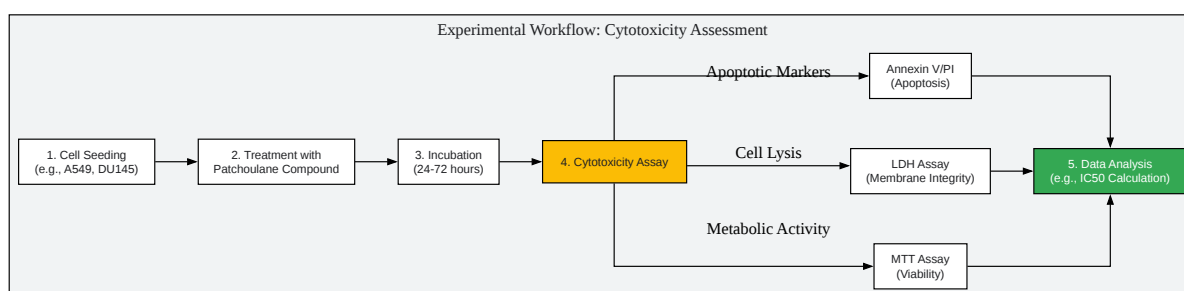 Experimental Workflow: Cytotoxicity Assessment
1. Cell Seeding
(e.g., A549, DU145)
2. Treatment with
Patchoulane Compound
3. Incubation
(24-72 hours)
4. Cytotoxicity Assay
Apoptotic Markers
Annexin V/PI
(Apoptosis)
Cell Lysis
LDH Assay
(Membrane Integrity)
Metabolic Activity
MTT Assay
(Viability)
5. Data Analysis
(e.g., IC50 Calculation)